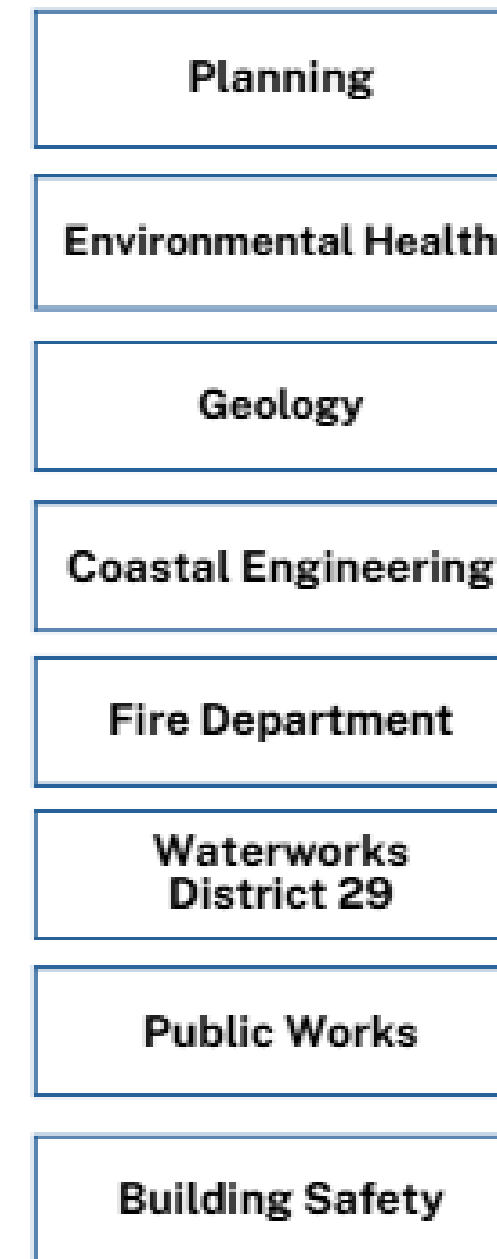 Planning
Environmental Health
Geology
Coastal Engineering
Fire Department
Waterworks
District 29
Public Works
Building Safety